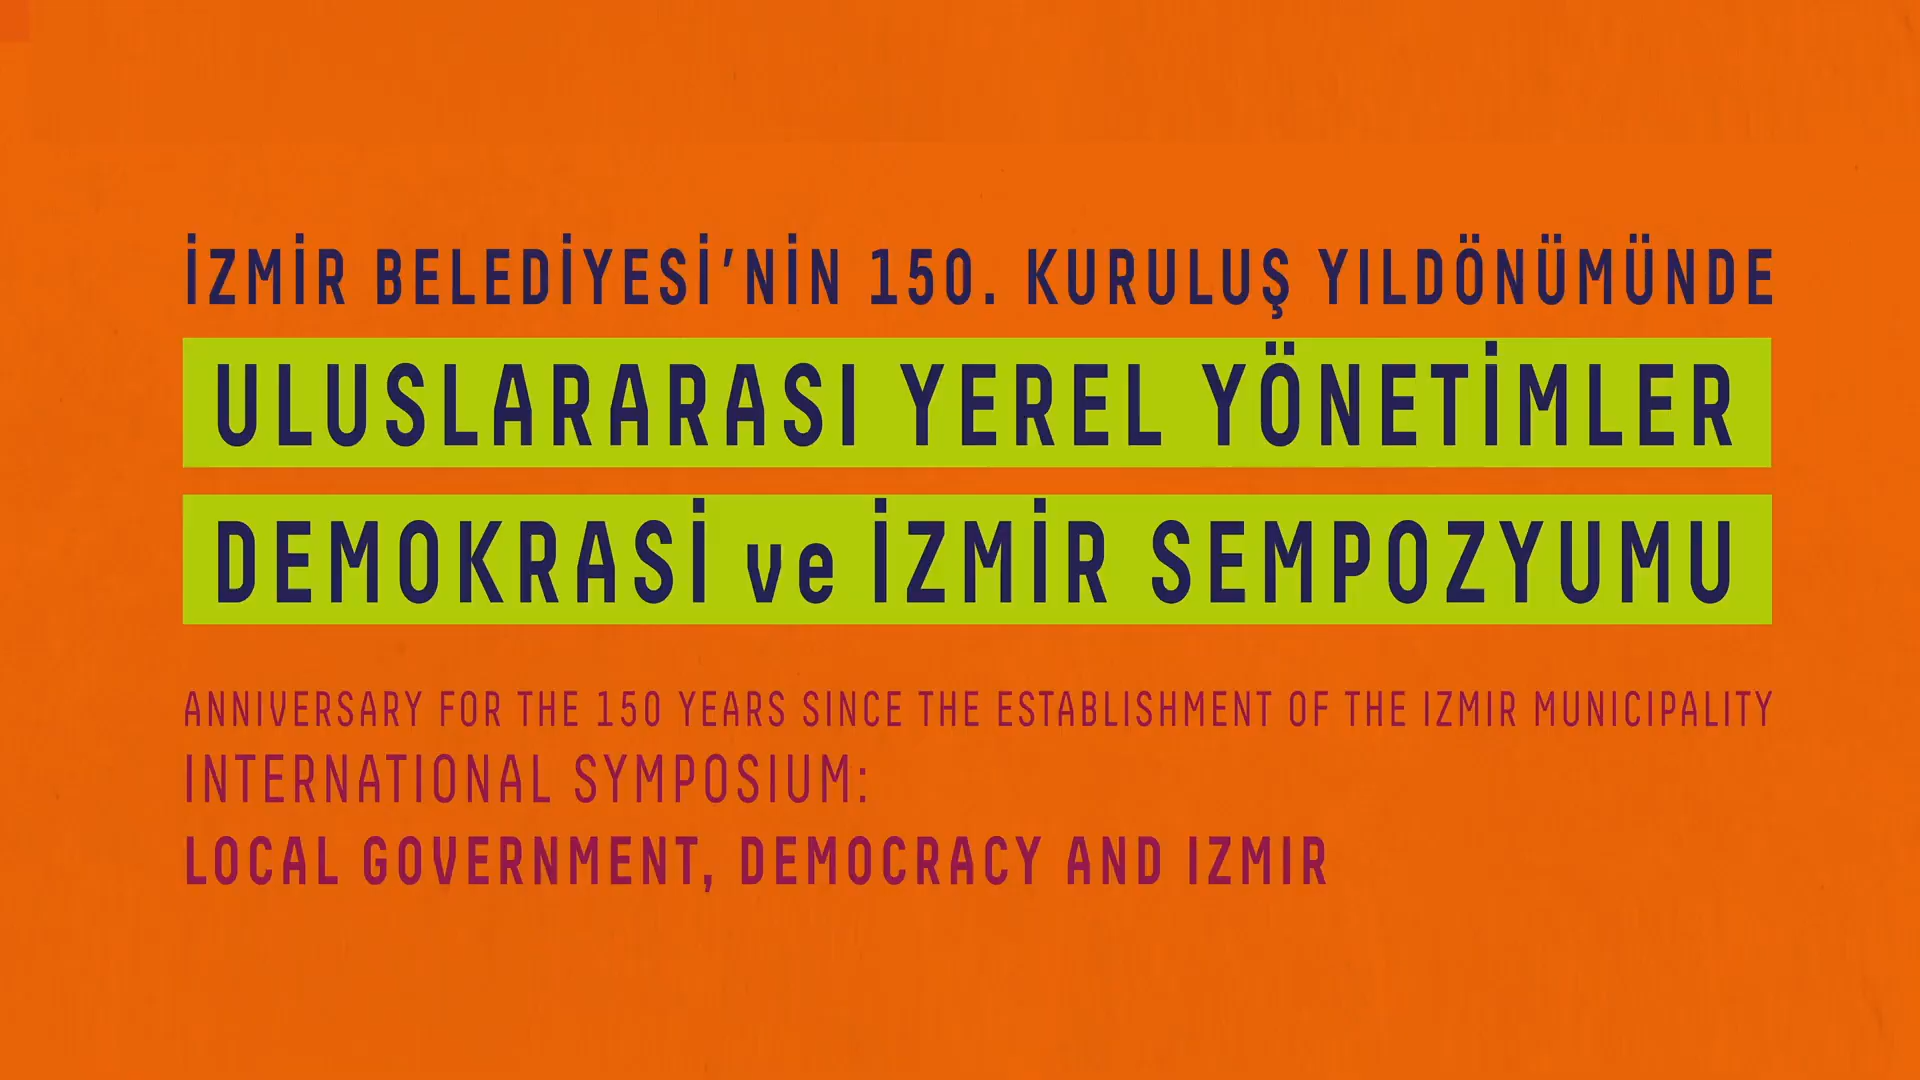 İZMİR BELEDİYESİ'NİN 150. KURULUŞ YILDÖNÜMÜNDE
ULUSLARARASI YEREL YÖNETİMLER
DEMOKRASİ ve İZMİR SEMPOZYUMU
ANNIVERSARY FOR THE 150 YEARS SINCE THE ESTABLISHMENT OF THE IZMIR MUNICIPALITY
INTERNATIONAL SYMPOSIUM:
LOCAL GOVERNMENT, DEMOCRACY AND IZMIR